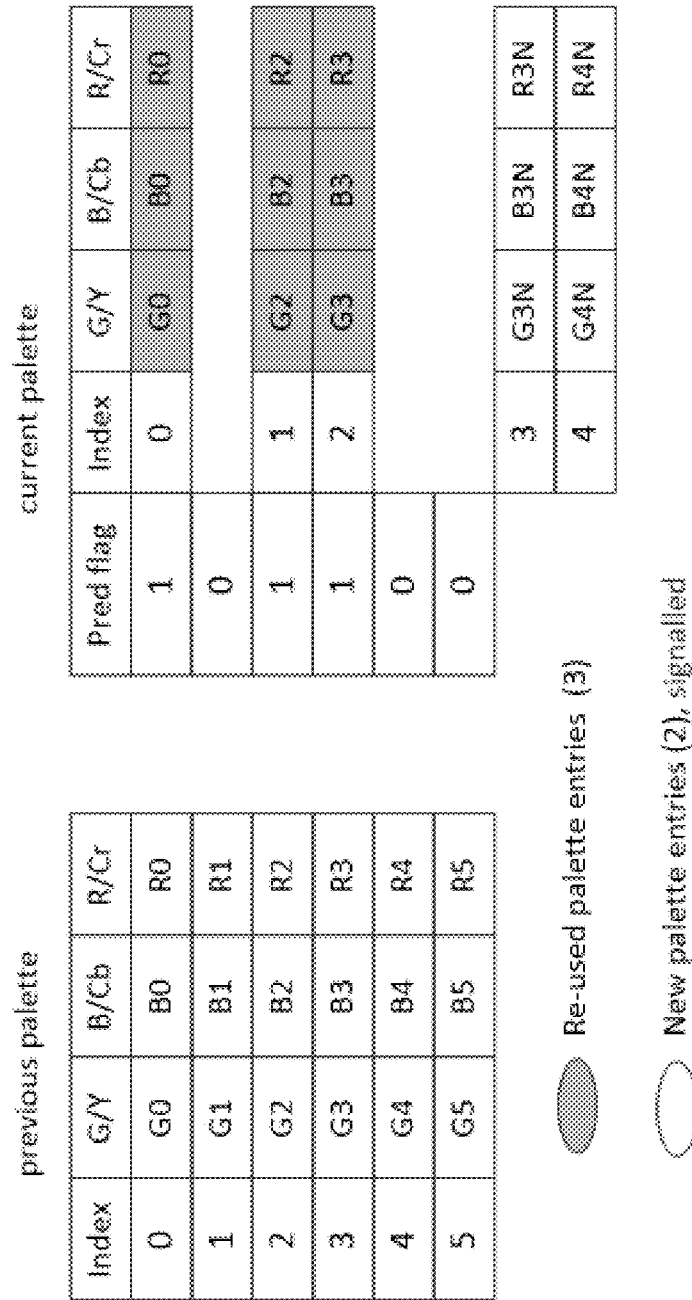 previous palette
Index G/Y B/Cb R/Cr
0 G0 B0 R0
1 G1 B1 R1
2 G2 B2 R2
3 G3 B3 R3
4 G4 B4 R4
5 G5 B5 R5
current palette
Pred flag Index G/Y B/Cb R/Cr
1 0 G0 B0 R0
0
1 1 G2 B2 R2
1 2 G3 B3 R3
0
0
3 G3N B3N R3N
4 G4N B4N R4N
Re-used palette entries (3)
New palette entries (2), signalled